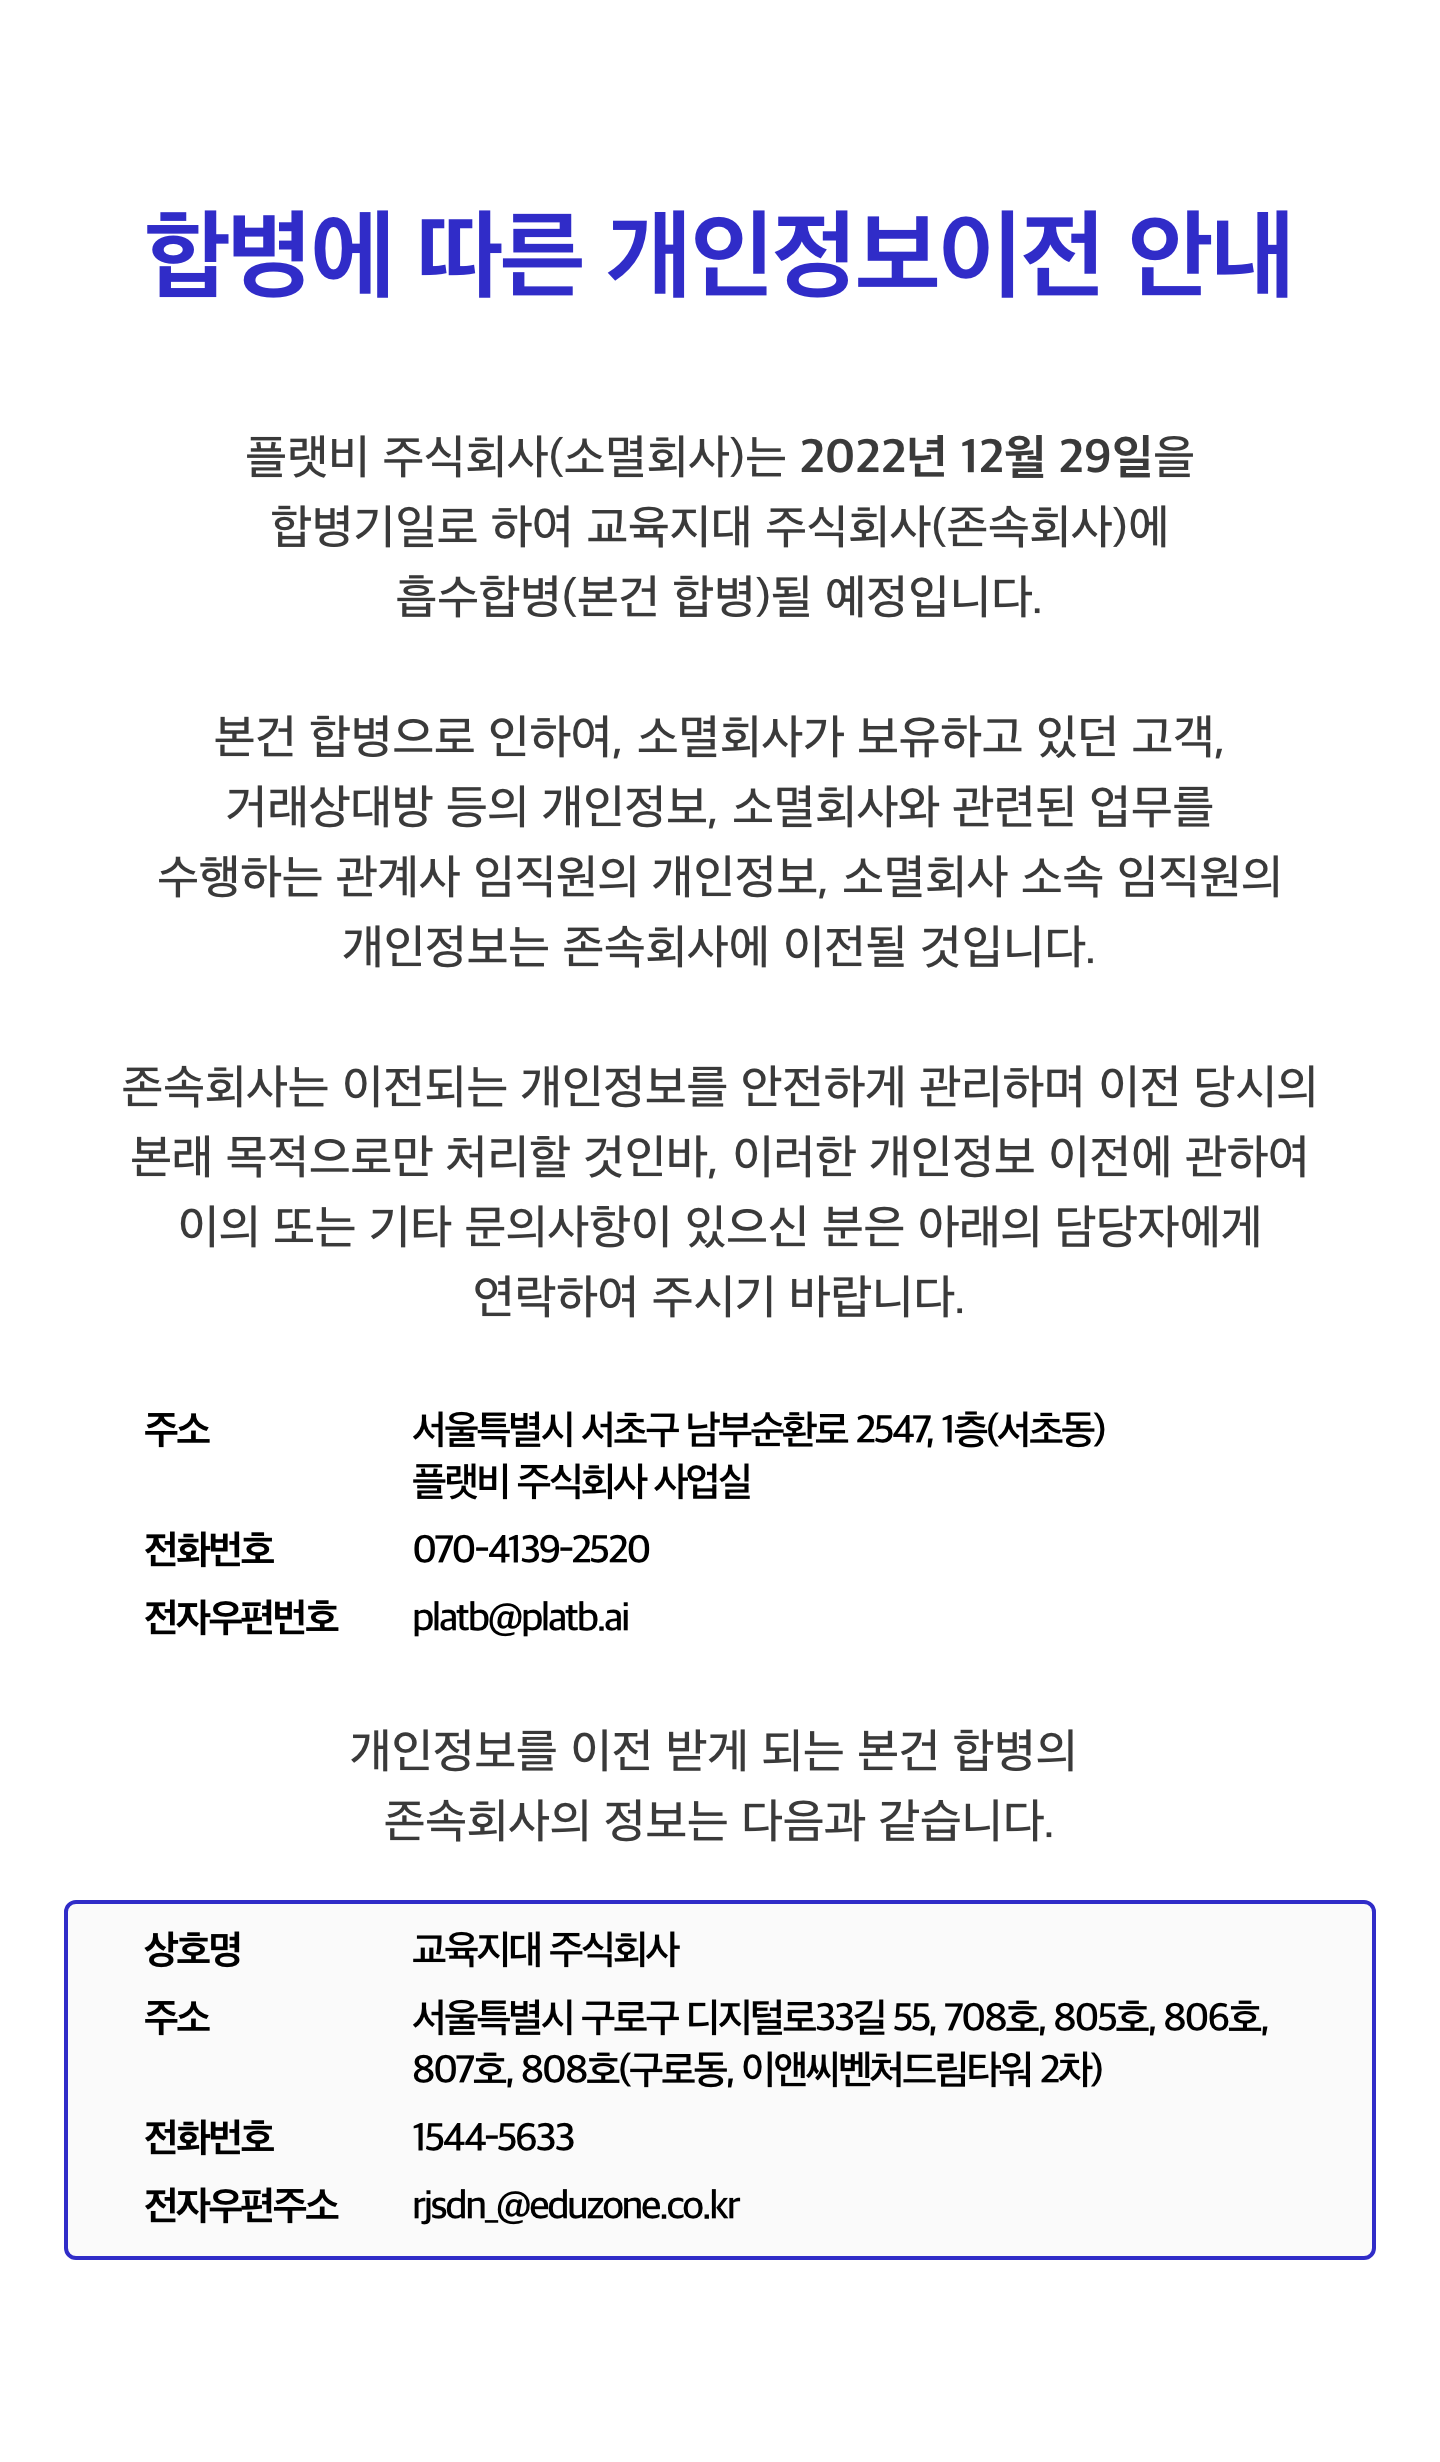 합병에 따른 개인정보이전 안내
플랫비 주식회사(소멸회사)는 2022년 12월 29일을
합병기일로 하여 교육지대 주식회사(존속회사)에
흡수합병(본건 합병)될 예정입니다.
본건 합병으로 인하여, 소멸회사가 보유하고 있던 고객,
거래상대방 등의 개인정보, 소멸회사와 관련된 업무를
수행하는 관계사 임직원의 개인정보, 소멸회사 소속 임직원의
개인정보는 존속회사에 이전될 것입니다.
존속회사는 이전되는 개인정보를 안전하게 관리하며 이전 당시의
본래 목적으로만 처리할 것인바, 이러한 개인정보 이전에 관하여
이의 또는 기타 문의사항이 있으신 분은 아래의 담당자에게
연락하여 주시기 바랍니다.
주소 서울특별시 서초구 남부순환로 2547, 1층(서초동)
플랫비 주식회사 사업실
전화번호 070-4139-2520
전자우편번호 platb@platb.ai
개인정보를 이전 받게 되는 본건 합병의
존속회사의 정보는 다음과 같습니다.
상호명 교육지대 주식회사
주소 서울특별시 구로구 디지털로33길 55, 708호, 805호, 806호,
807호, 808호(구로동, 이앤씨벤처드림타워 2차)
전화번호 1544-5633
전자우편주소 rjsdn_@eduzone.co.kr